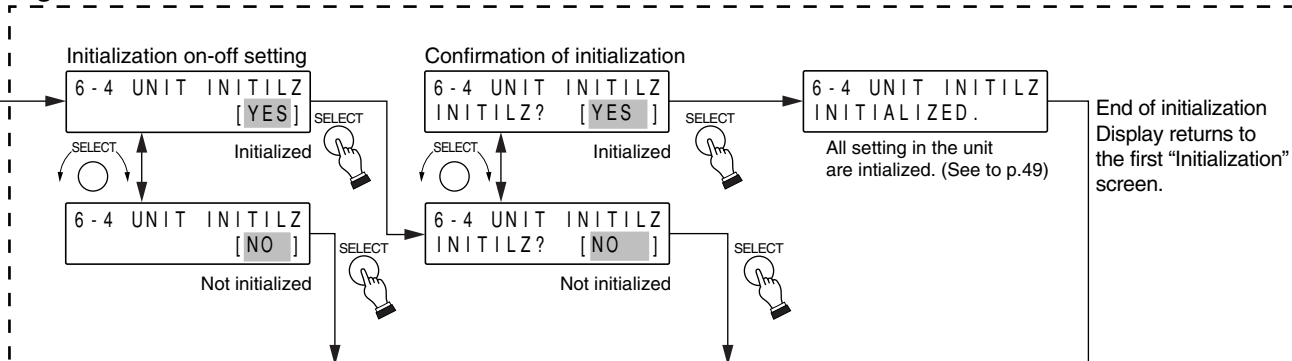 Initialization on-off setting
6-4 UNIT INITILZ
[YES]
SELECT
Initialized
SELECT
6-4 UNIT INITILZ
[NO ]
SELECT
Not initialized
Confirmation of initialization
6-4 UNIT INITILZ
INITILZ? [YES ]
SELECT
Initialized
SELECT
6-4 UNIT INITILZ
INITILZ? [NO ]
SELECT
Not initialized
6-4 UNIT INITILZ
INITIALIZED.
All setting in the unit
are intialized. (See to p.49)
End of initialization
Display returns to
the first “Initialization”
screen.